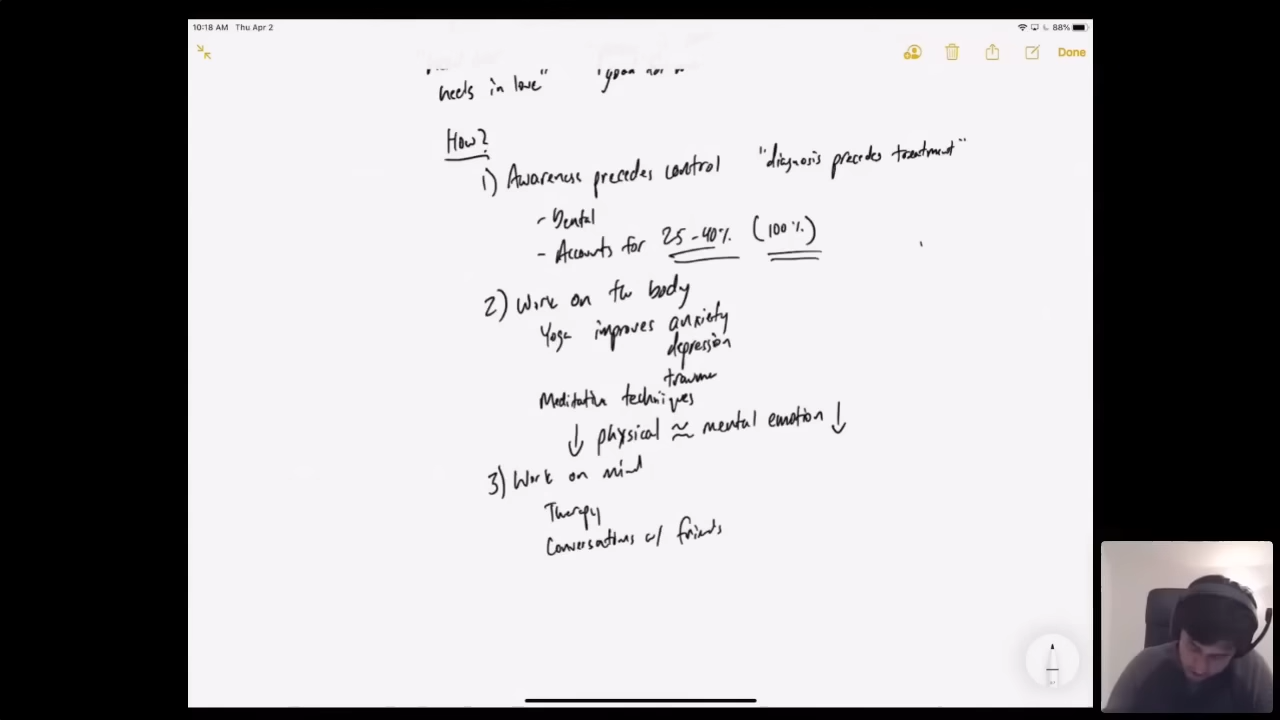 10:18 AM Thu Apr 2
88%
Done
heels in love"
How?
1) Awareness precedes control "diagnosis precedes treatment"
- Dental
- Accounts for 25-40% (100%)
2) Work on the body
Yoga improves anxiety
depression
trauma
Meditative techniques
↓ physical ≈ mental emotion ↓
3) Work on mind
Therapy
Conversations w/ friends